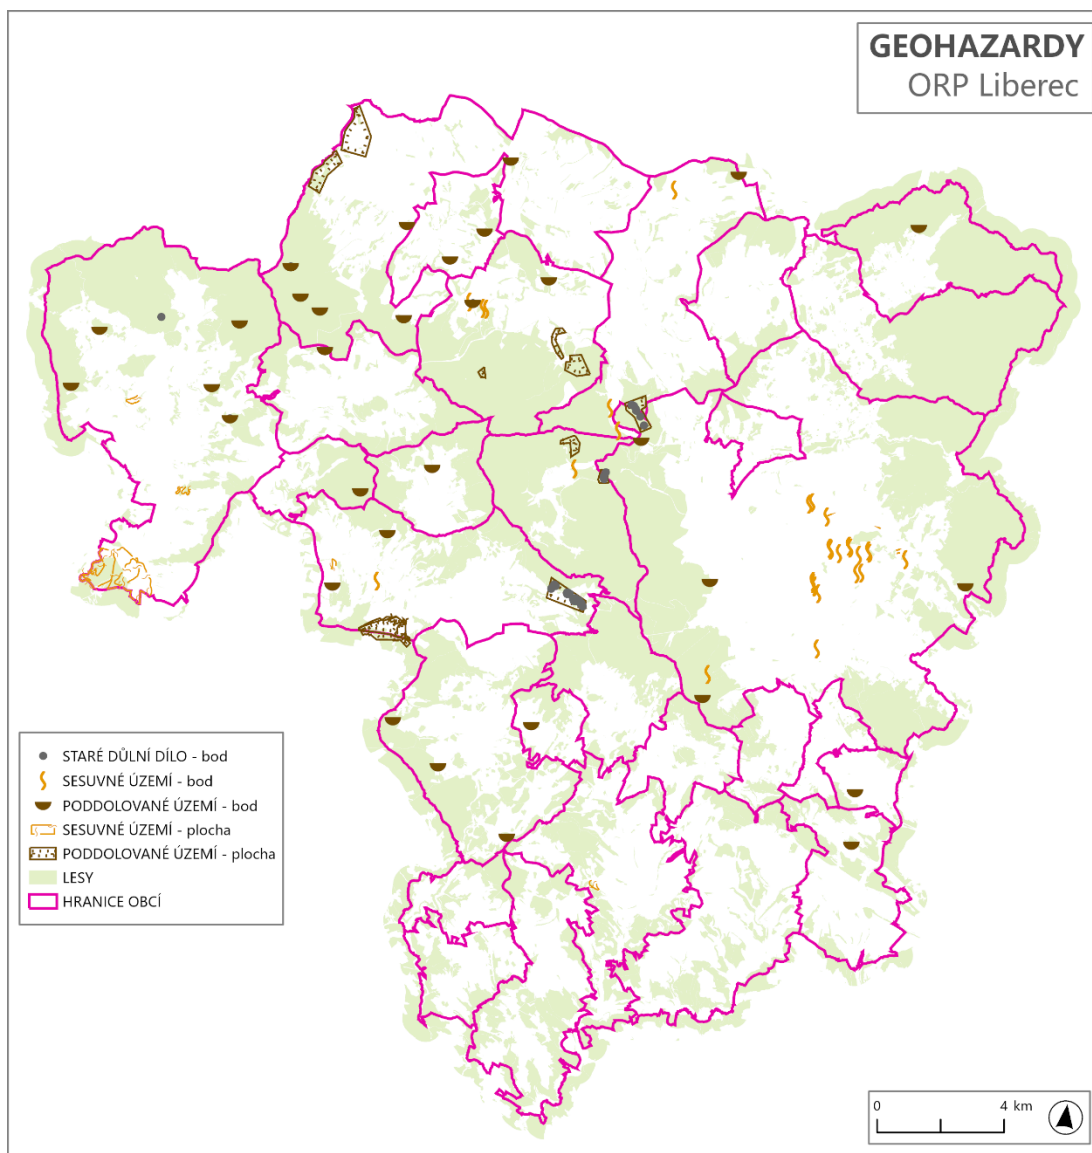 GEOHAZARDY
ORP Liberec
STARÉ DŮLNÍ DÍLO - bod
SESUVNÉ ÚZEMÍ - bod
PODDOLOVANÉ ÚZEMÍ - bod
SESUVNÉ ÚZEMÍ - plocha
PODDOLOVANÉ ÚZEMÍ - plocha
LESY
HRANICE OBCÍ
0 4 km